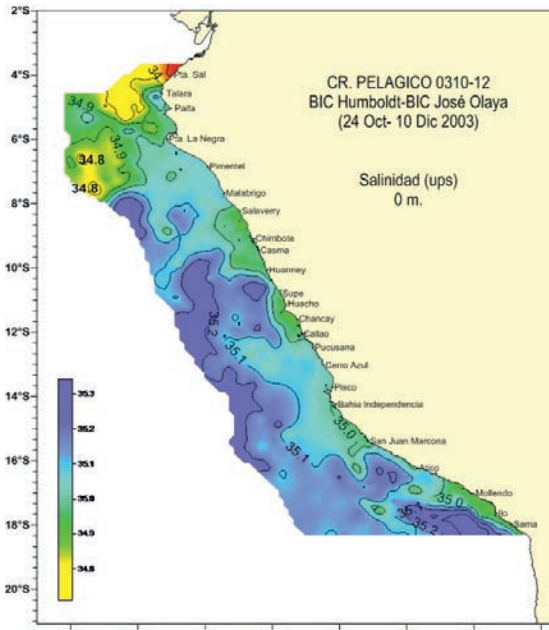 2°S
4°S
6°S
8°S
10°S
12°S
14°S
16°S
18°S
20°S
CR. PELAGICO 0310-12
BIC Humboldt-BIC José Olaya
(24 Oct- 10 Dic 2003)
Salinidad (ups)
0 m.
34
Pta. Sal
Talara
34.9
Paita
Pta. La Negra
34.9
34.8
Pimentel
34.8
Malabrigo
Salaverry
Chimbote
Casma
Huarmey
Supe
Huacho
Chancay
35.2
Callao
35.1
Pucusana
Cerro Azul
Pisco
Bahia Independencia
35.0
San Juan Marcona
35.1
Atico
35.0
Mollendo
Ilo
35.2
Sama
35.3
35.2
35.1
35.0
34.9
34.8